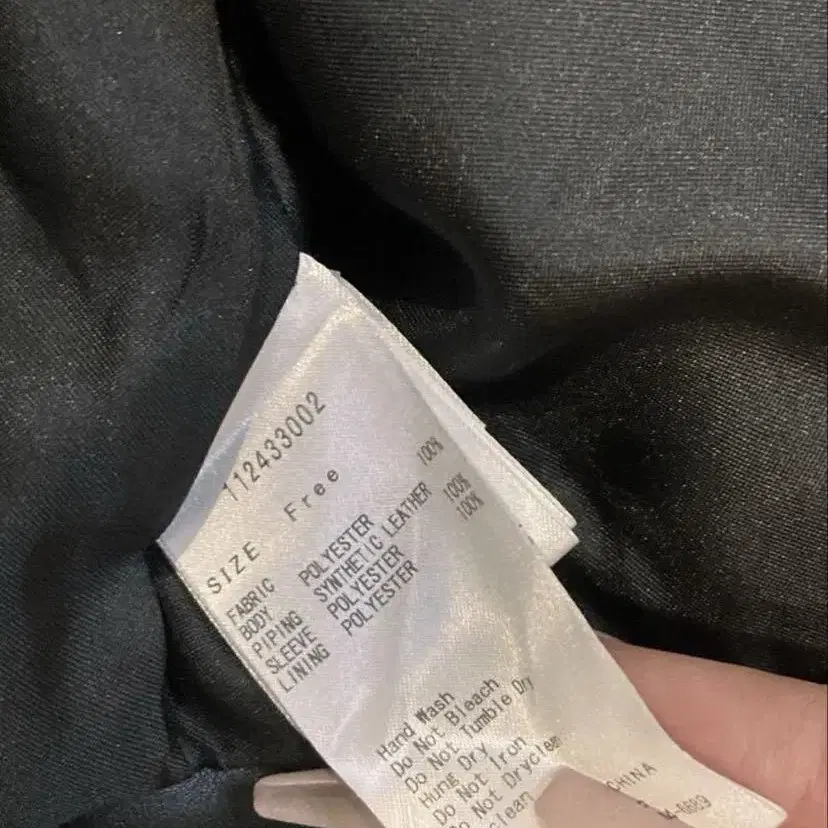 112433002
SIZE Free
FABRIC
BODY POLYESTER 100%
PIPING SYNTHETIC LEATHER
SLEEVE POLYESTER 100%
LINING POLYESTER 100%
Hand Wash
Do Not Bleach
Do Not Tumble Dry
Hung Dry
Do Not Iron
Do Not Dryclean
clean
CHINA